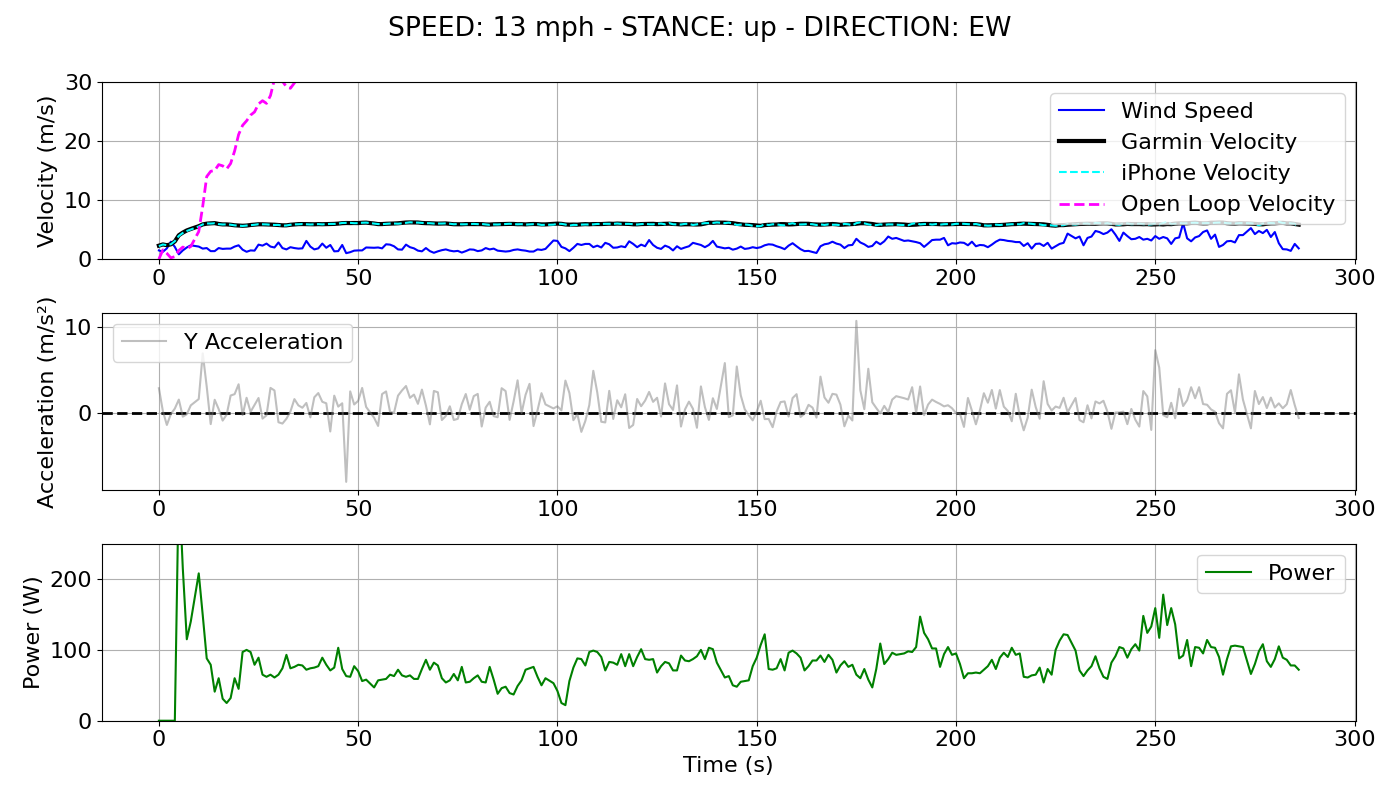 SPEED: 13 mph - STANCE: up - DIRECTION: EW
Velocity (m/s)
30
20
10
0
Wind Speed
Garmin Velocity
iPhone Velocity
Open Loop Velocity
0 50 100 150 200 250 300
Acceleration (m/s²)
10
0
Y Acceleration
0 50 100 150 200 250 300
Power (W)
200
100
0
Power
0 50 100 150 200 250 300
Time (s)